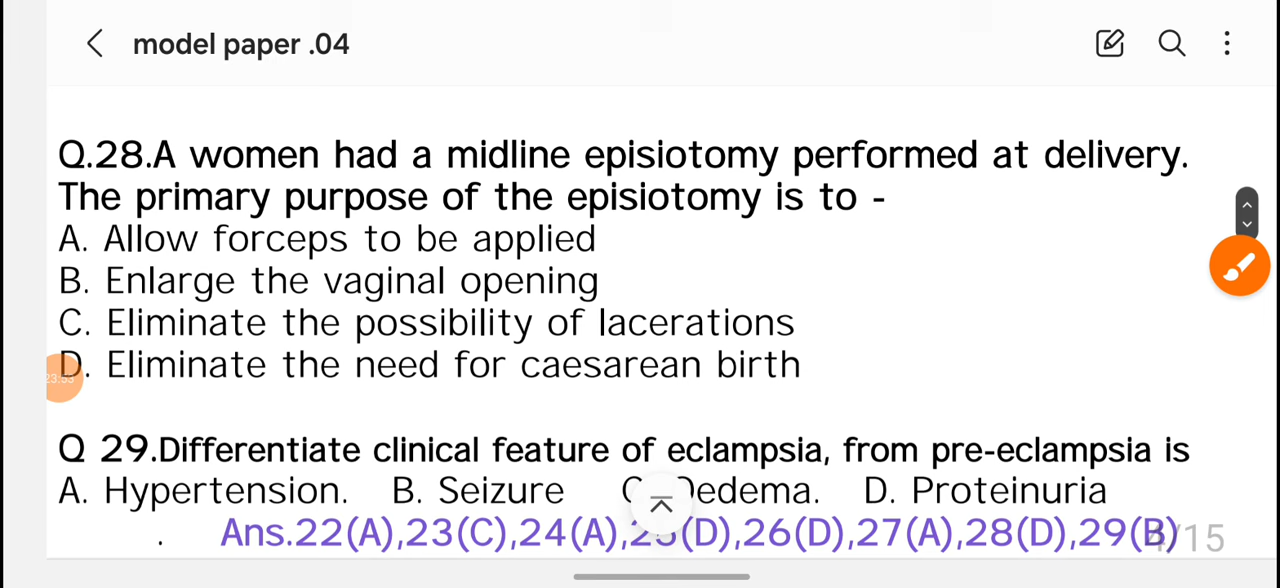 model paper .04
Q.28.A women had a midline episiotomy performed at delivery.
The primary purpose of the episiotomy is to -
A. Allow forceps to be applied
B. Enlarge the vaginal opening
C. Eliminate the possibility of lacerations
D. Eliminate the need for caesarean birth
23:53
Q 29.Differentiate clinical feature of eclampsia, from pre-eclampsia is
A. Hypertension. B. Seizure D. Proteinuria
. Ans.22(A),23(C),24(A), (D),26(D),27(A),28(D),29(B)
/15